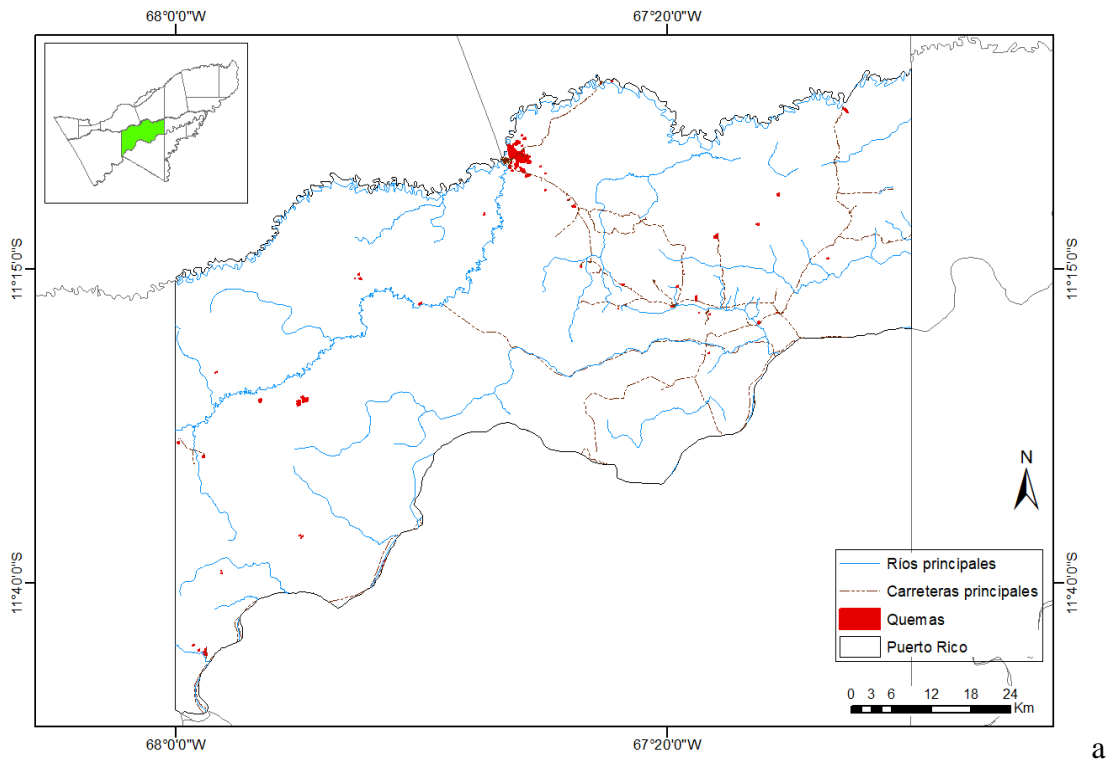 68°0'0"W 67°20'0"W
11°15'0"S 11°15'0"S
N
Ríos principales
Carreteras principales
11°40'0"S 11°40'0"S
Quemas
Puerto Rico
0 3 6 12 18 24
Km
68°0'0"W 67°20'0"W
a